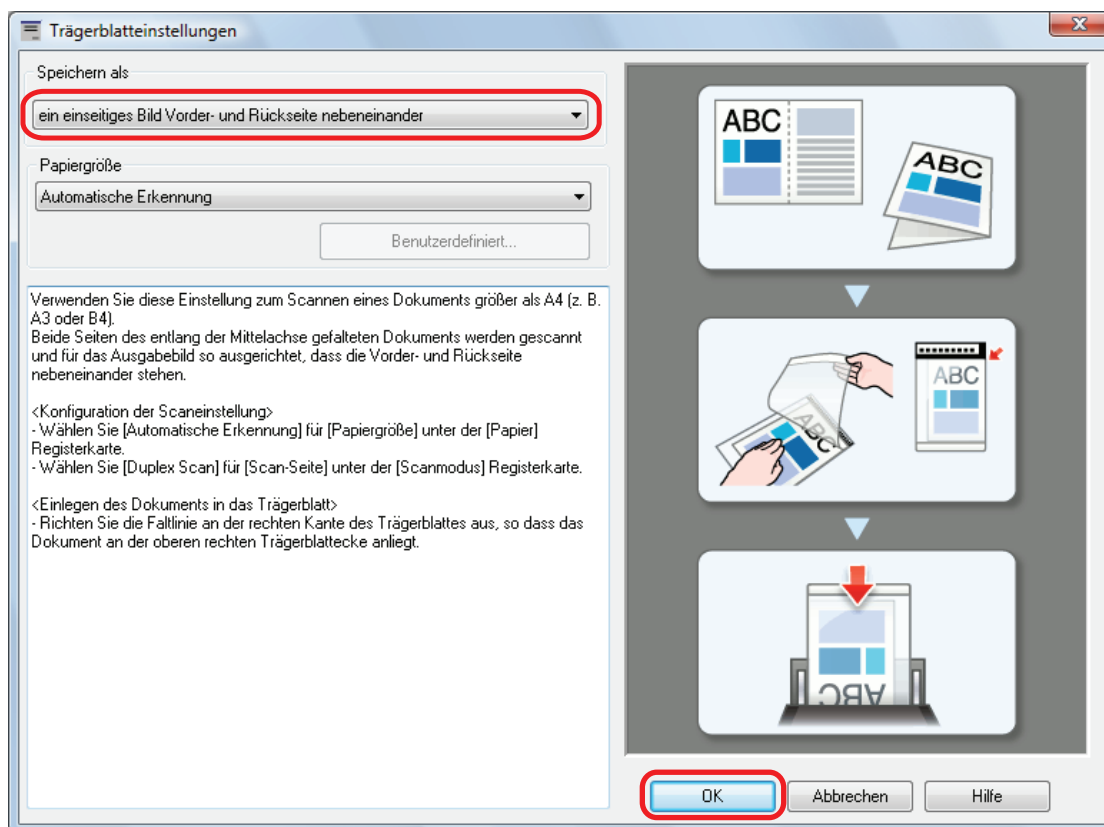 Trägerblatteinstellungen
Speichern als
ein einseitiges Bild Vorder- und Rückseite nebeneinander
Papiergröße
Automatische Erkennung
Benutzerdefiniert...
Verwenden Sie diese Einstellung zum Scannen eines Dokuments größer als A4 (z. B.
A3 oder B4).
Beide Seiten des entlang der Mittelachse gefalteten Dokuments werden gescannt
und für das Ausgabebild so ausgerichtet, dass die Vorder- und Rückseite
nebeneinander stehen.
<Konfiguration der Scaneinstellung>
- Wählen Sie [Automatische Erkennung] für [Papiergröße] unter der [Papier]
Registerkarte.
- Wählen Sie [Duplex Scan] für [Scan-Seite] unter der [Scanmodus] Registerkarte.
<Einlegen des Dokuments in das Trägerblatt>
- Richten Sie die Faltlinie an der rechten Kante des Trägerblattes aus, so dass das
Dokument an der oberen rechten Trägerblattecke anliegt.
ABC
ABC
ABC
ABC
ABC
OK
Abbrechen
Hilfe